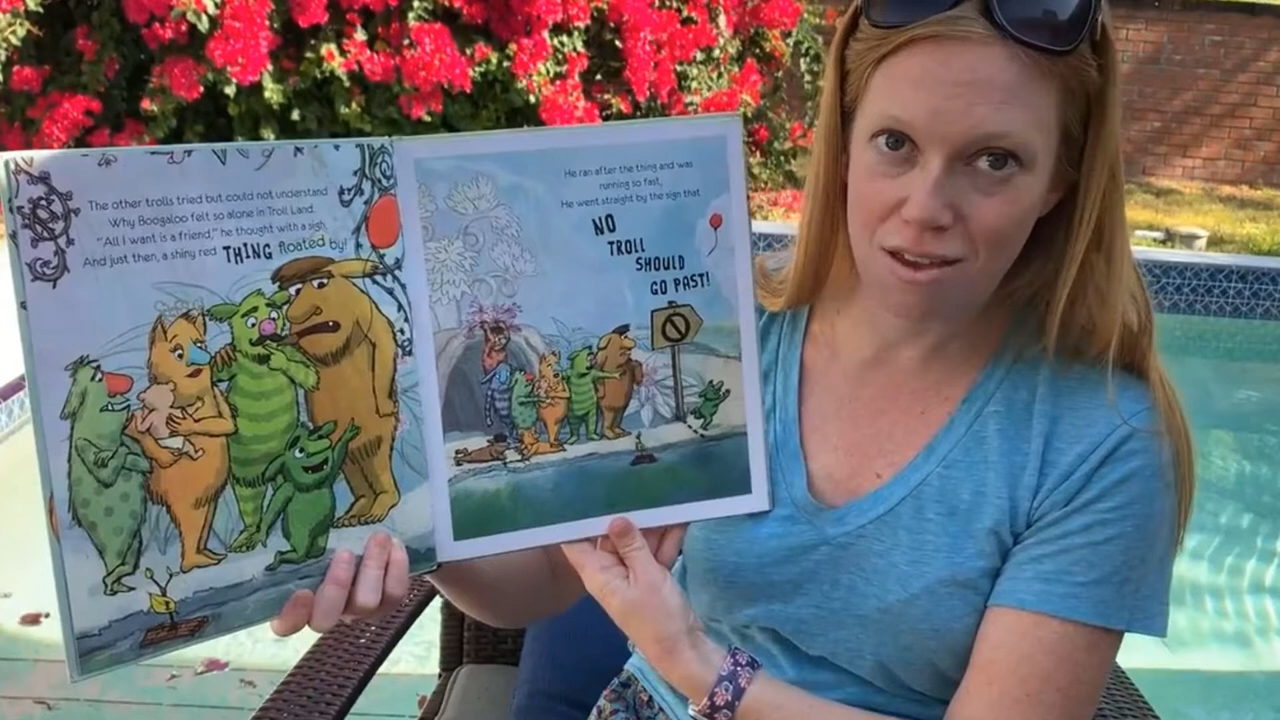 The other trolls tried but could not understand
Why Boogaloo felt so alone in Troll Land.
"All I want is a friend," he thought with a sigh,
And just then, a shiny red THING floated by!
He ran after the thing and was
running so fast,
He went straight by the sign that
NO
TROLL
SHOULD
GO PAST!